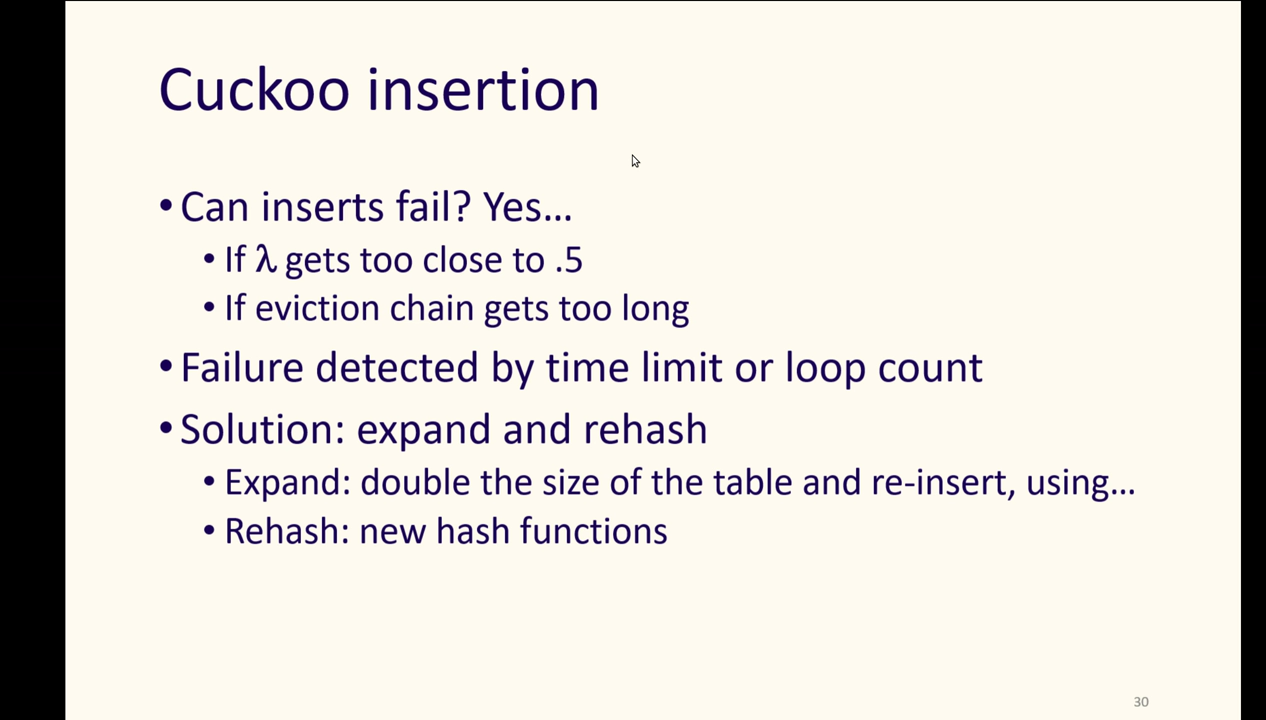 Cuckoo insertion
• Can inserts fail? Yes…
• If λ gets too close to .5
• If eviction chain gets too long
• Failure detected by time limit or loop count
• Solution: expand and rehash
• Expand: double the size of the table and re-insert, using…
• Rehash: new hash functions
30